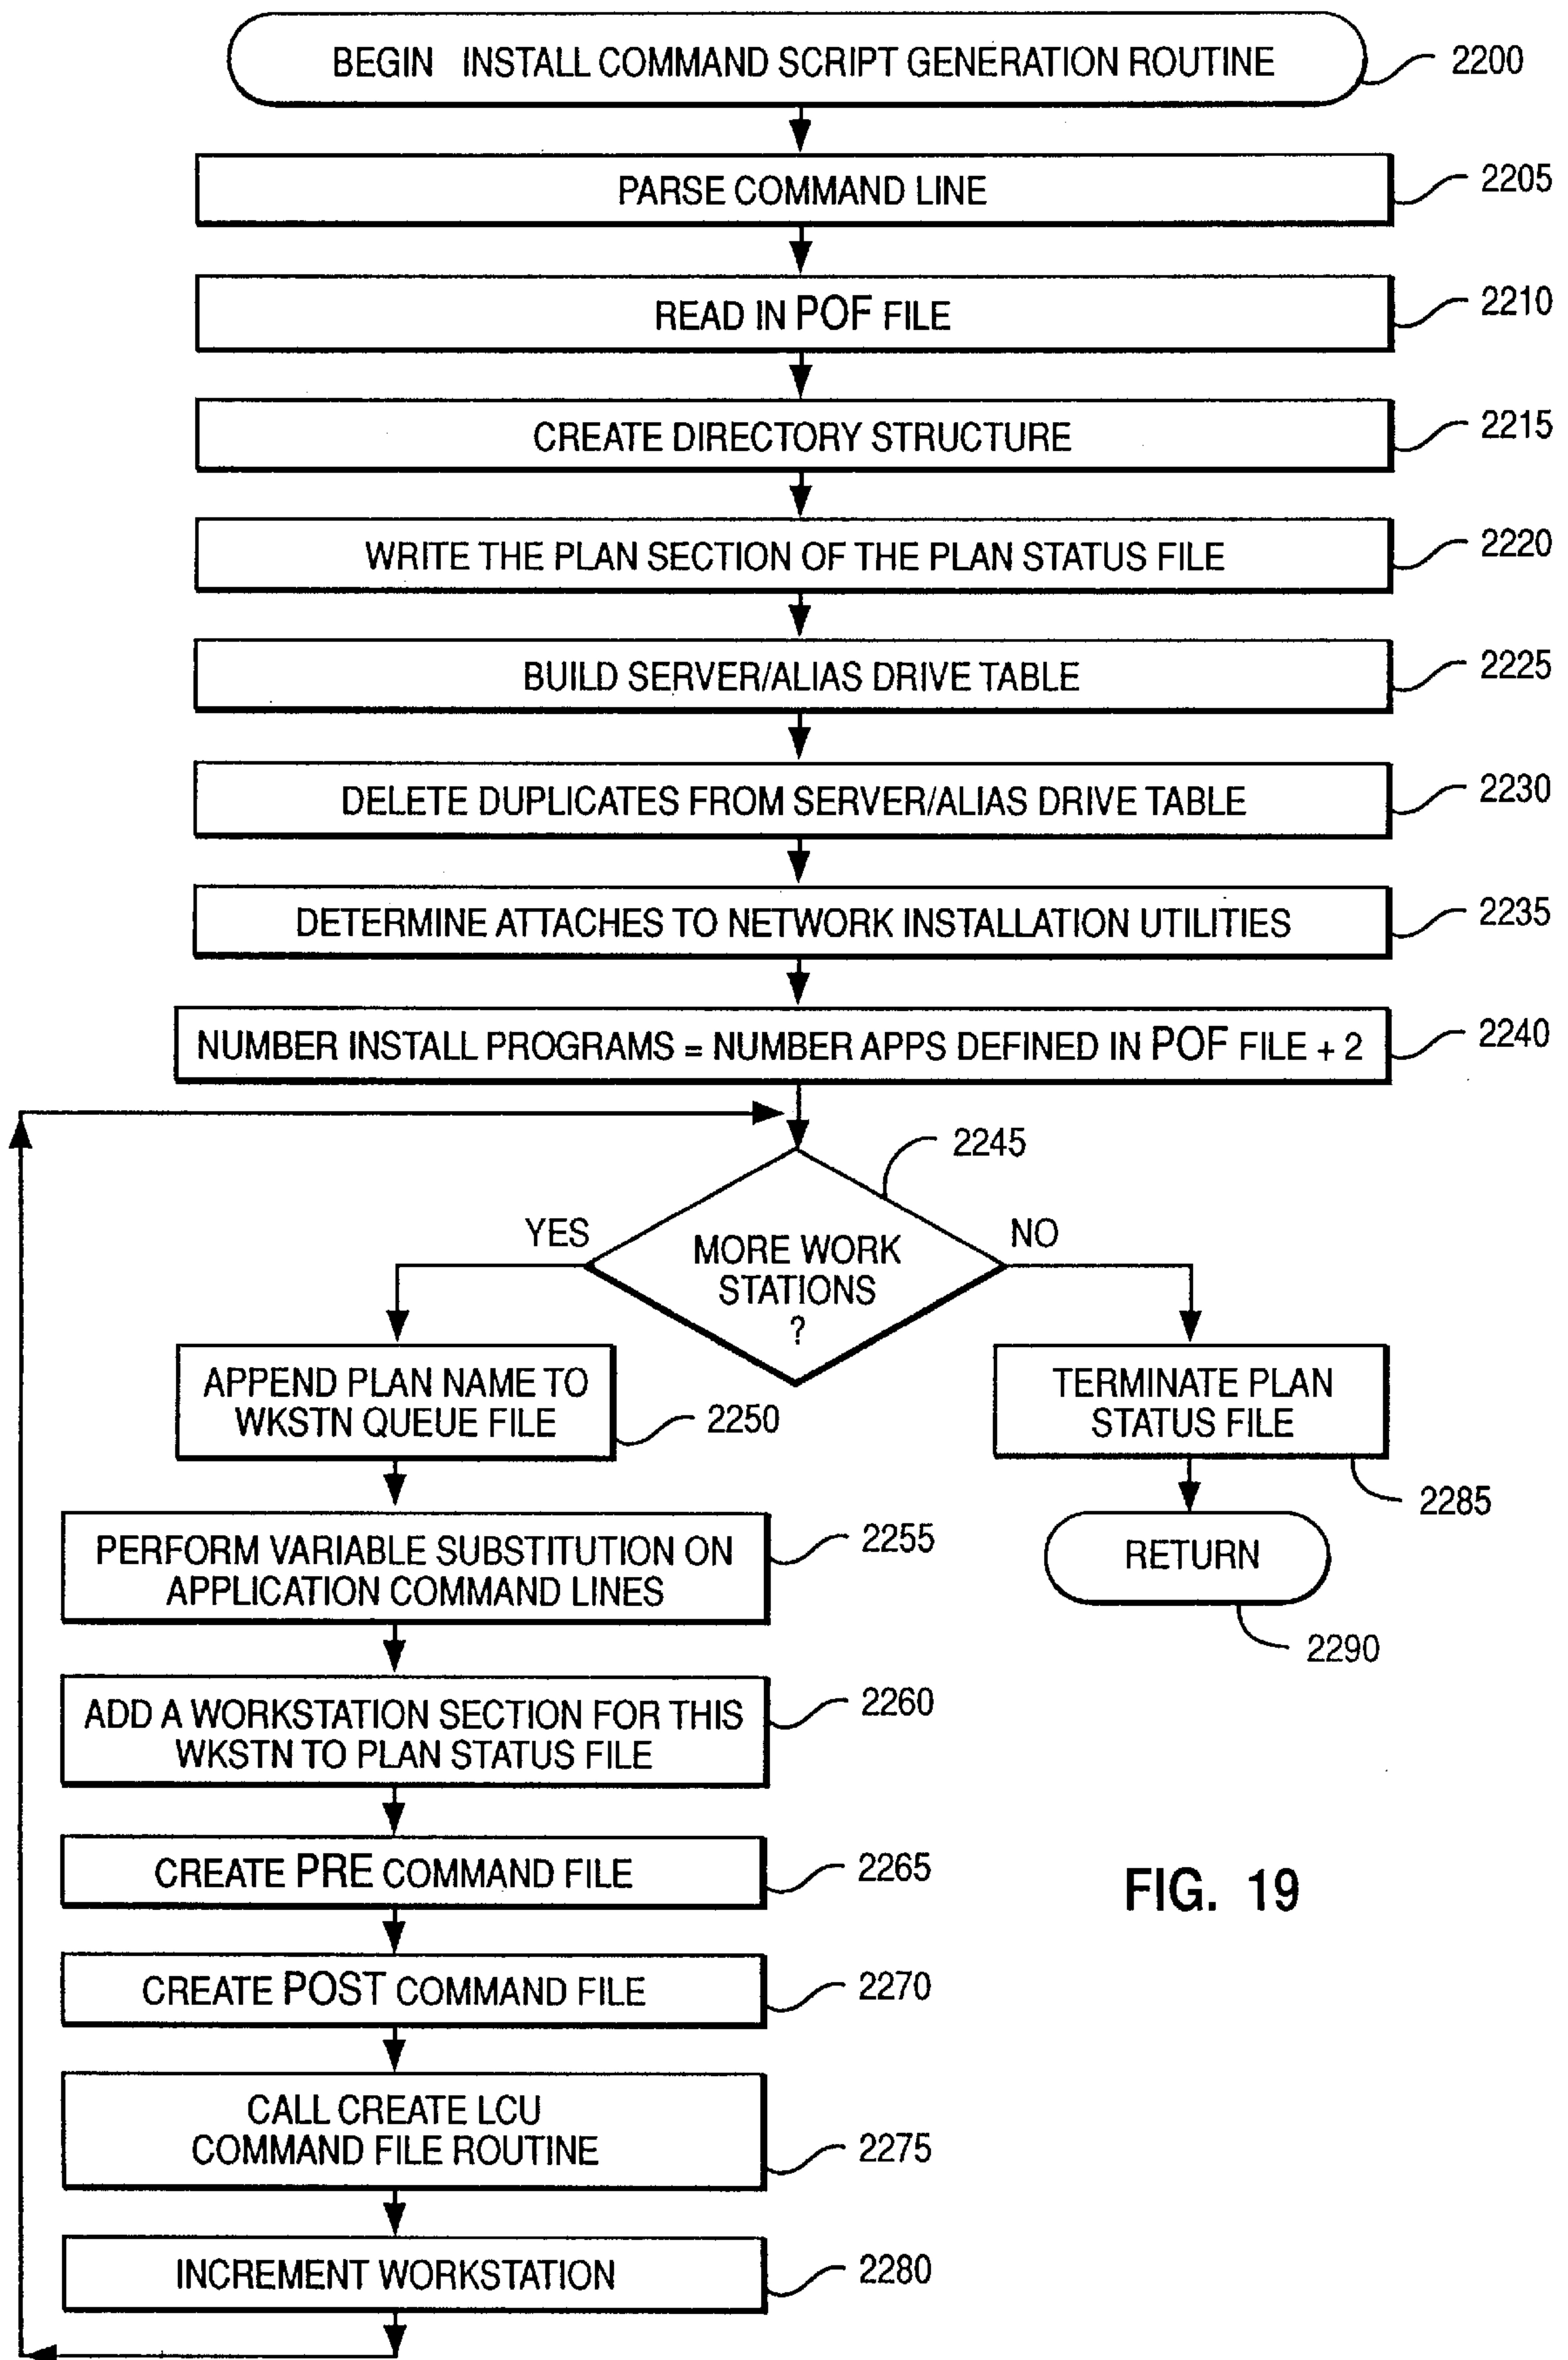 BEGIN INSTALL COMMAND SCRIPT GENERATION ROUTINE
2200
PARSE COMMAND LINE
2205
READ IN POF FILE
2210
CREATE DIRECTORY STRUCTURE
2215
WRITE THE PLAN SECTION OF THE PLAN STATUS FILE
2220
BUILD SERVER/ALIAS DRIVE TABLE
2225
DELETE DUPLICATES FROM SERVER/ALIAS DRIVE TABLE
2230
DETERMINE ATTACHES TO NETWORK INSTALLATION UTILITIES
2235
NUMBER INSTALL PROGRAMS = NUMBER APPS DEFINED IN POF FILE + 2
2240
2245
YES
MORE WORK
STATIONS
?
NO
APPEND PLAN NAME TO
WKSTN QUEUE FILE
2250
TERMINATE PLAN
STATUS FILE
2285
PERFORM VARIABLE SUBSTITUTION ON
APPLICATION COMMAND LINES
2255
RETURN
2290
ADD A WORKSTATION SECTION FOR THIS
WKSTN TO PLAN STATUS FILE
2260
CREATE PRE COMMAND FILE
2265
FIG. 19
CREATE POST COMMAND FILE
2270
CALL CREATE LCU
COMMAND FILE ROUTINE
2275
INCREMENT WORKSTATION
2280